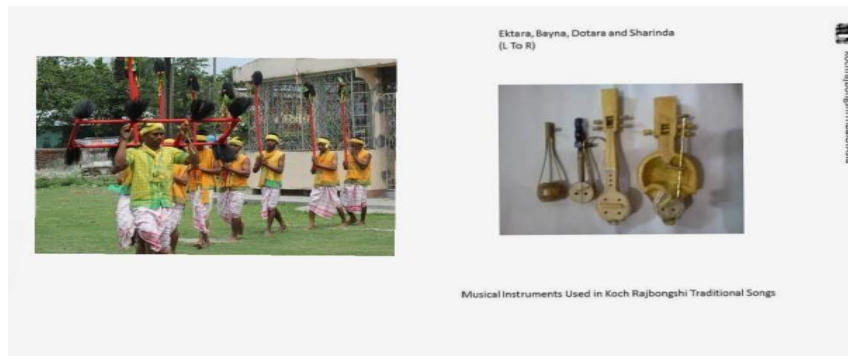 Ektara, Bayna, Dotara and Sharinda
(L To R)
Musical Instruments Used in Koch Rajbongshi Traditional Songs